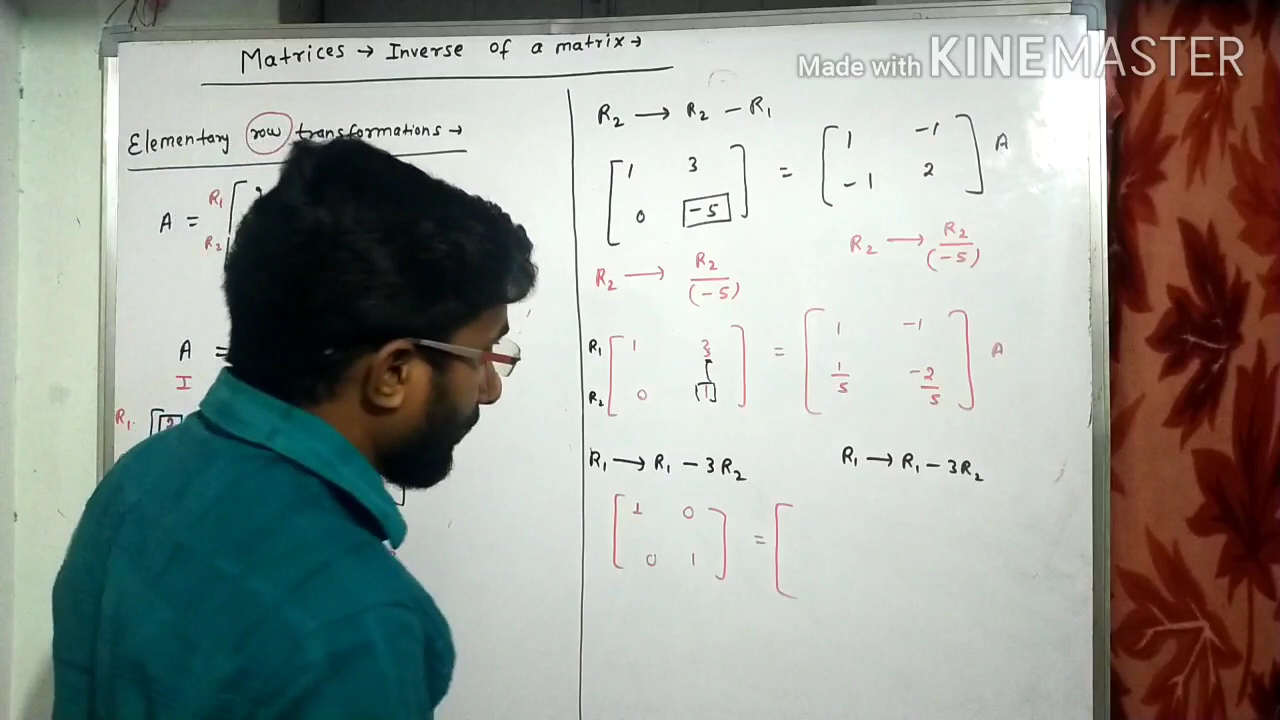 Matrices → Inverse of a matrix →
Made with KINEMASTER
Elementary row transformations →
A = R1 [
R2
A =
I
R1 [ 2
R2 → R2 - R1
[ 1 3 = [ 1 -1 ] A
0 -5 ] -1 2
R2 → R2/(-5) R2 → R2/(-5)
R1 [ 1 3 ] = [ 1 -1 ] A
R2 0 1 1/5 -2/5
R1 → R1 - 3R2 R1 → R1 - 3R2
[ 1 0 ] = [
0 1